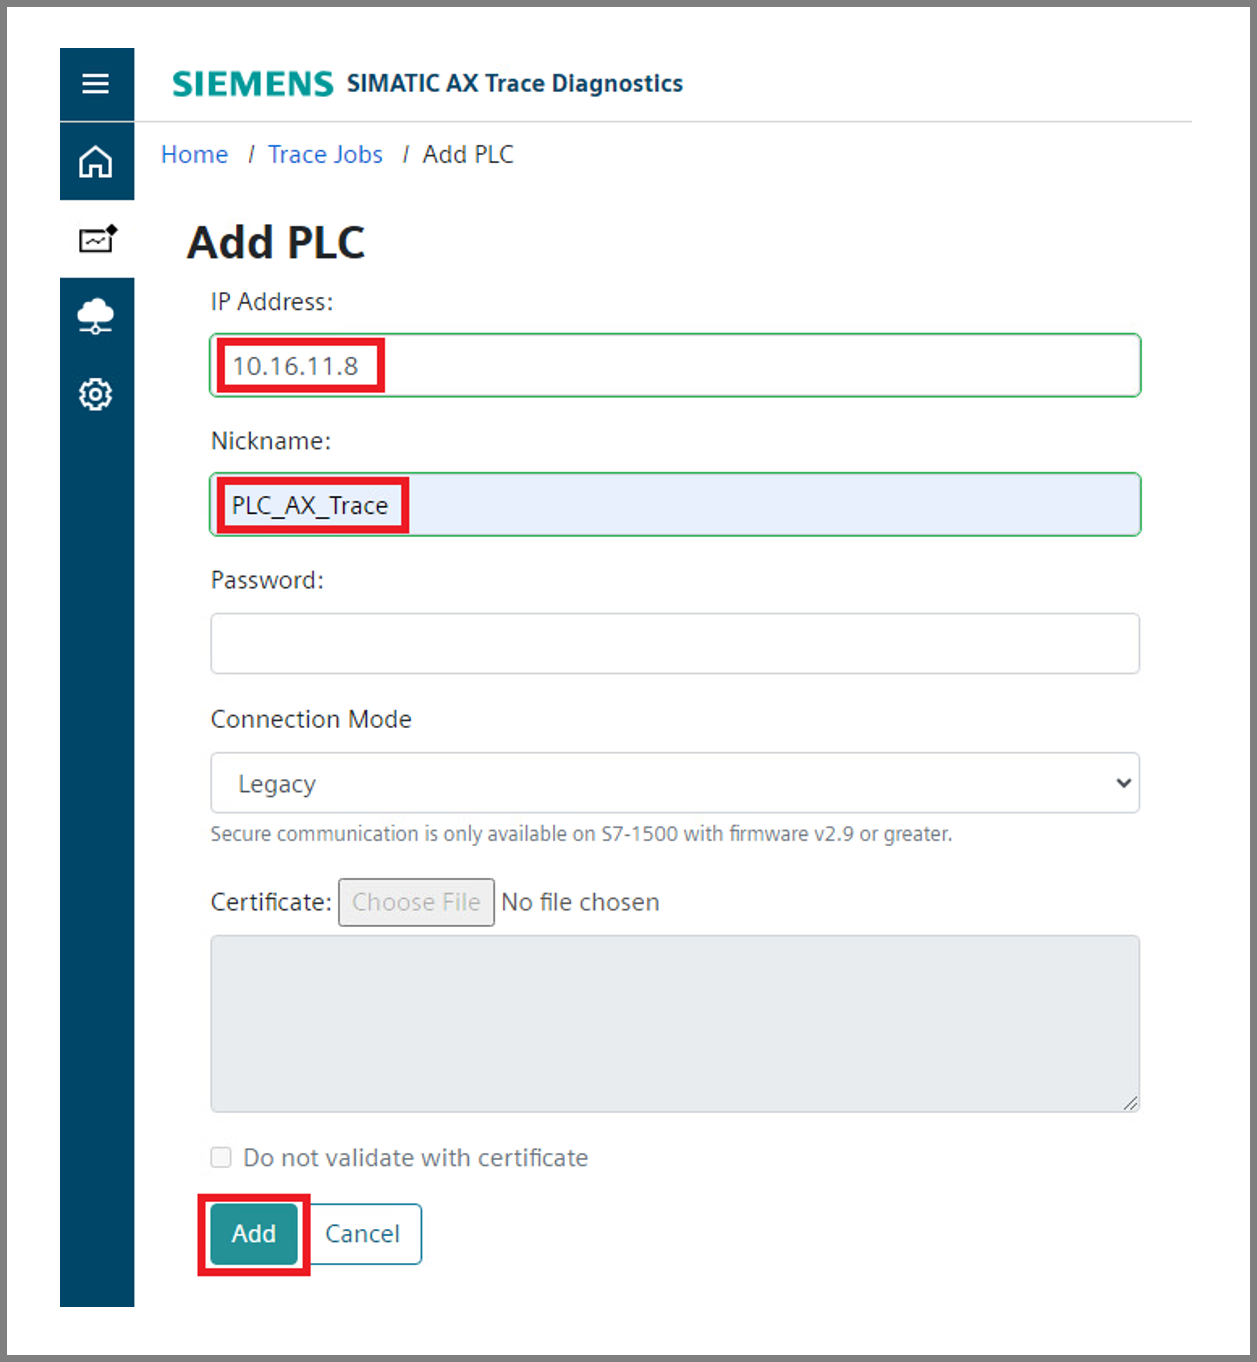 SIEMENS SIMATIC AX Trace Diagnostics
Home / Trace Jobs / Add PLC
Add PLC
IP Address:
10.16.11.8
Nickname:
PLC_AX_Trace
Password:
Connection Mode
Legacy
Secure communication is only available on S7-1500 with firmware v2.9 or greater.
Certificate: Choose File No file chosen
Do not validate with certificate
Add Cancel